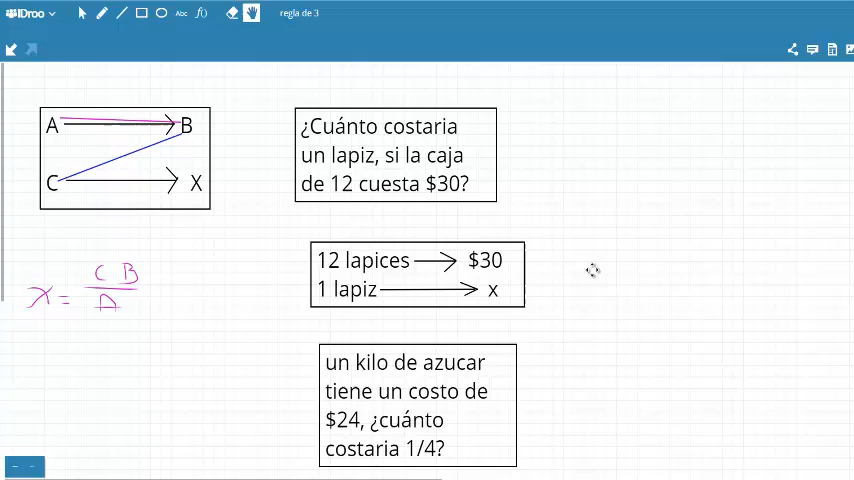 IDroo
Abc
f()
regla de 3
A B
C X
x = C B
A
¿Cuánto costaria
un lapiz, si la caja
de 12 cuesta $30?
12 lapices $30
1 lapiz x
un kilo de azucar
tiene un costo de
$24, ¿cuánto
costaria 1/4?